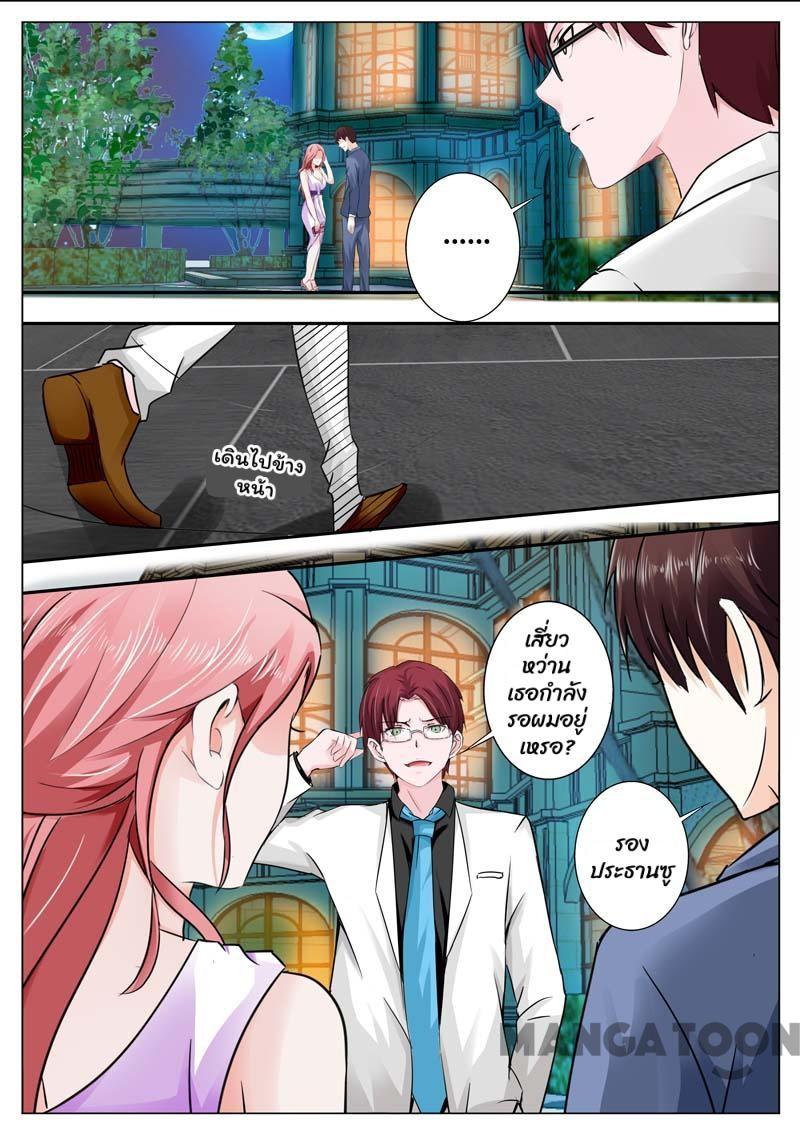 ......
เดินไปข้าง
หน้า
เสี่ยว
หว่าน
เธอกำลัง
รอผมอยู่
เหรอ?
รอง
ประธานซู
MANGATOON